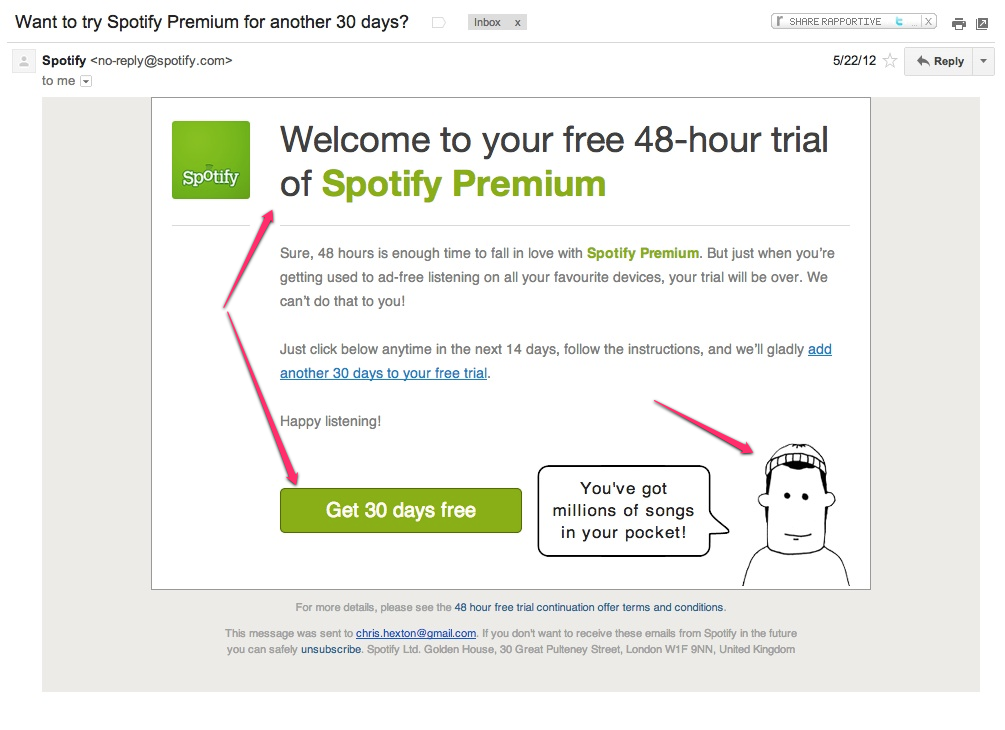 Want to try Spotify Premium for another 30 days?
Inbox x
SHARE RAPPORTIVE X
Spotify <no-reply@spotify.com>
5/22/12
Reply
to me
Spotify
Welcome to your free 48-hour trial
of Spotify Premium
Sure, 48 hours is enough time to fall in love with Spotify Premium. But just when you're
getting used to ad-free listening on all your favourite devices, your trial will be over. We
can't do that to you!
Just click below anytime in the next 14 days, follow the instructions, and we'll gladly add
another 30 days to your free trial.
Happy listening!
Get 30 days free
You've got
millions of songs
in your pocket!
For more details, please see the 48 hour free trial continuation offer terms and conditions.
This message was sent to chris.hexton@gmail.com. If you don't want to receive these emails from Spotify in the future
you can safely unsubscribe. Spotify Ltd. Golden House, 30 Great Pulteney Street, London W1F 9NN, United Kingdom